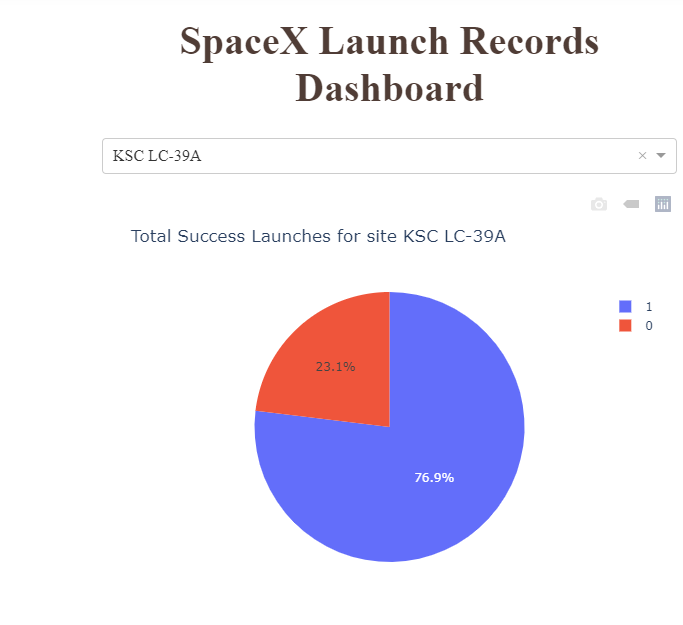 SpaceX Launch Records
Dashboard
KSC LC-39A
Total Success Launches for site KSC LC-39A
1
0
23.1%
76.9%